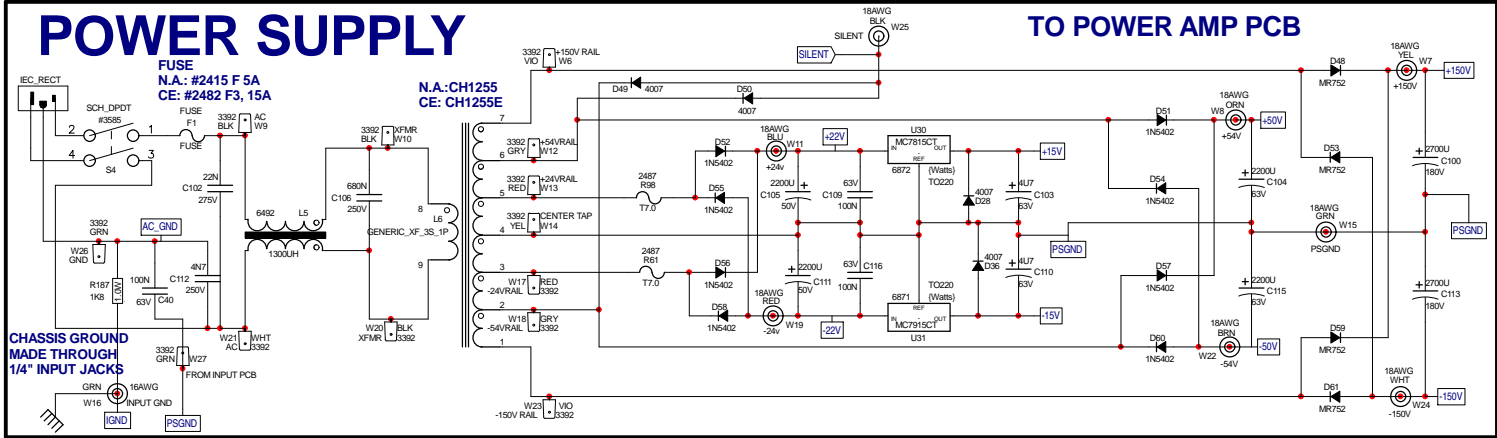 POWER SUPPLY
TO POWER AMP PCB
FUSE
N.A.: #2415 F 5A
CE: #2482 F3, 15A
IEC_RECT
SCH_DPDT
#3585
2
1
4
3
S4
FUSE
F1
FUSE
3392
BLK
AC
W9
22N
C102
275V
6492
L5
1300UH
3392
GRN
W26
GND
AC_GND
R187
1K8
1.0W
100N
63V
C40
4N7
C112
250V
W21
AC
WHT
3392
3392
GRN
W27
FROM INPUT PCB
CHASSIS GROUND
MADE THROUGH
1/4" INPUT JACKS
GRN
W16
16AWG
INPUT GND
IGND
PSGND
3392
BLK
XFMR
W10
680N
C106
250V
W20
XFMR
BLK
3392
N.A.:CH1255
CE: CH1255E
8
L6
GENERIC_XF_3S_1P
9
7
6
5
4
3
2
1
3392
VIO
+150V RAIL
W6
3392
GRY
+54VRAIL
W12
3392
RED
+24VRAIL
W13
3392
YEL
CENTER TAP
W14
W17
-24VRAIL
RED
3392
W18
-54VRAIL
GRY
3392
W23
-150V RAIL
VIO
3392
D49
4007
D50
4007
18AWG
BLK
W25
SILENT
SILENT
2487
R98
T7.0
2487
R61
T7.0
D52
1N5402
D55
1N5402
D56
1N5402
D58
1N5402
18AWG
BLU
W11
+24v
18AWG
RED
W19
-24v
+22V
-22V
2200U
C105
50V
63V
C109
100N
2200U
C111
50V
63V
C116
100N
U30
MC7815CT
IN
OUT
REF
6872
{Watts}
TO220
6871
TO220
{Watts}
REF
IN
OUT
MC7915CT
U31
4007
D28
4007
D36
4U7
C103
63V
4U7
C110
63V
+15V
-15V
PSGND
D51
1N5402
D54
1N5402
D57
1N5402
D60
1N5402
18AWG
ORN
W8
+54V
+50V
18AWG
BRN
W22
-54V
-50V
2200U
C104
63V
2200U
C115
63V
18AWG
GRN
W15
PSGND
D48
MR752
D53
MR752
D59
MR752
D61
MR752
18AWG
YEL
W7
+150V
+150V
2700U
C100
180V
PSGND
2700U
C113
180V
18AWG
WHT
W24
-150V
-150V